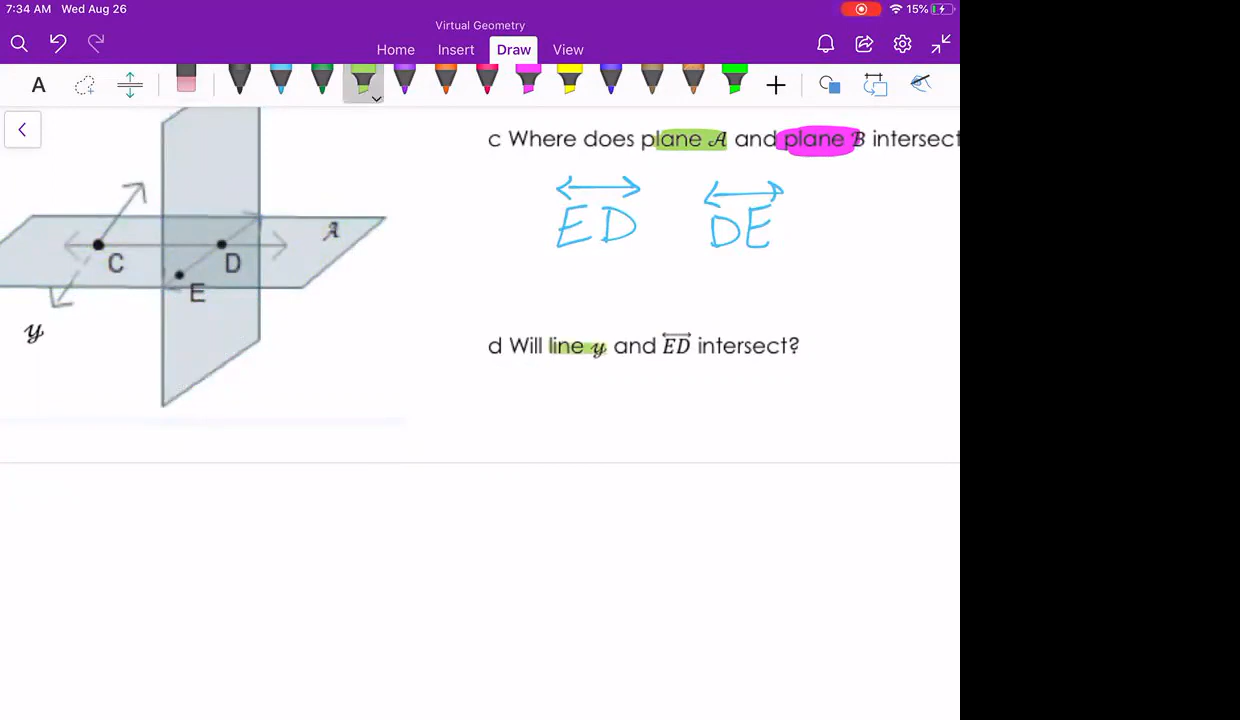 7:34 AM Wed Aug 26
15%
Virtual Geometry
Home Insert Draw View
A
c Where does plane A and plane B intersect
ED DE
A
C
D
E
y
d Will line y and ED intersect?